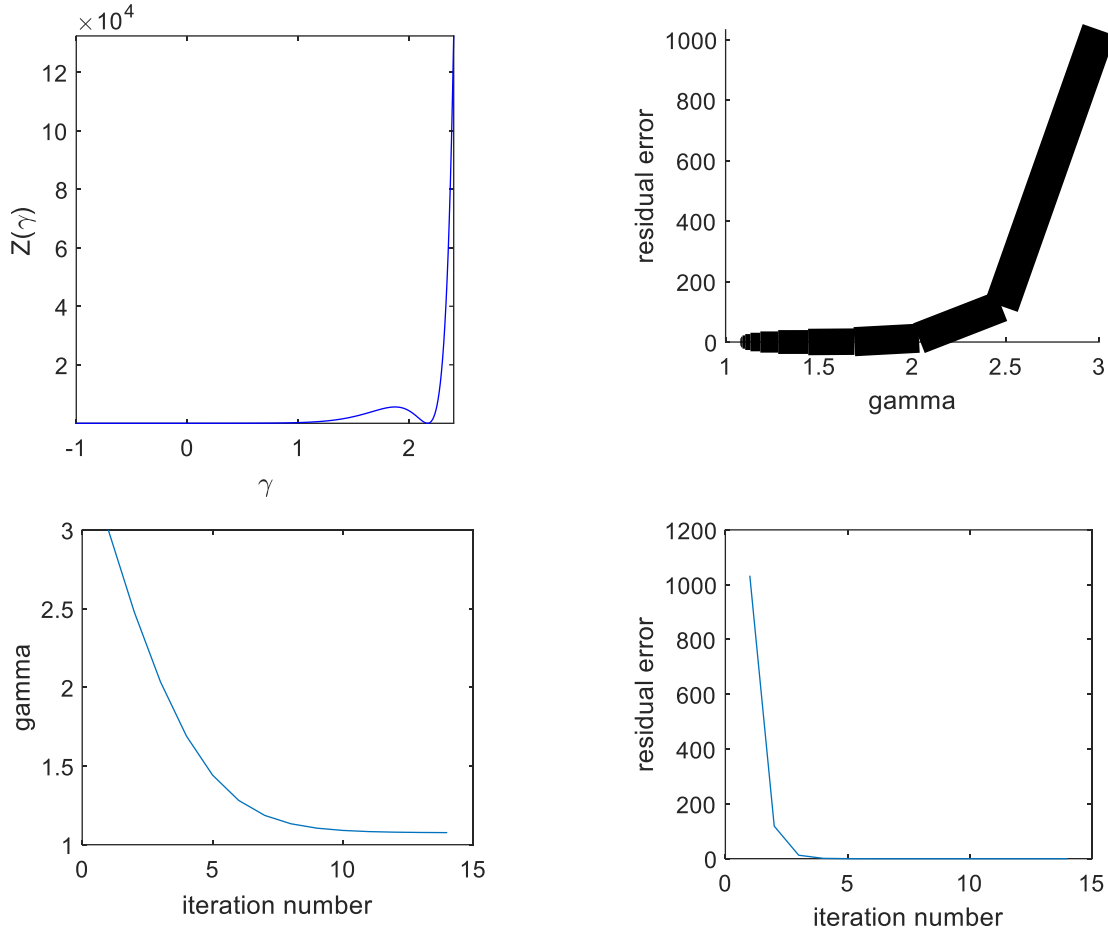 ×10^4
12
10
8
6
4
2
Z(γ)
-1 0 1 2
γ
1000
800
600
400
200
0
residual error
1 1.5 2 2.5 3
gamma
3
2.5
2
1.5
1
gamma
0 5 10 15
iteration number
1200
1000
800
600
400
200
0
residual error
0 5 10 15
iteration number